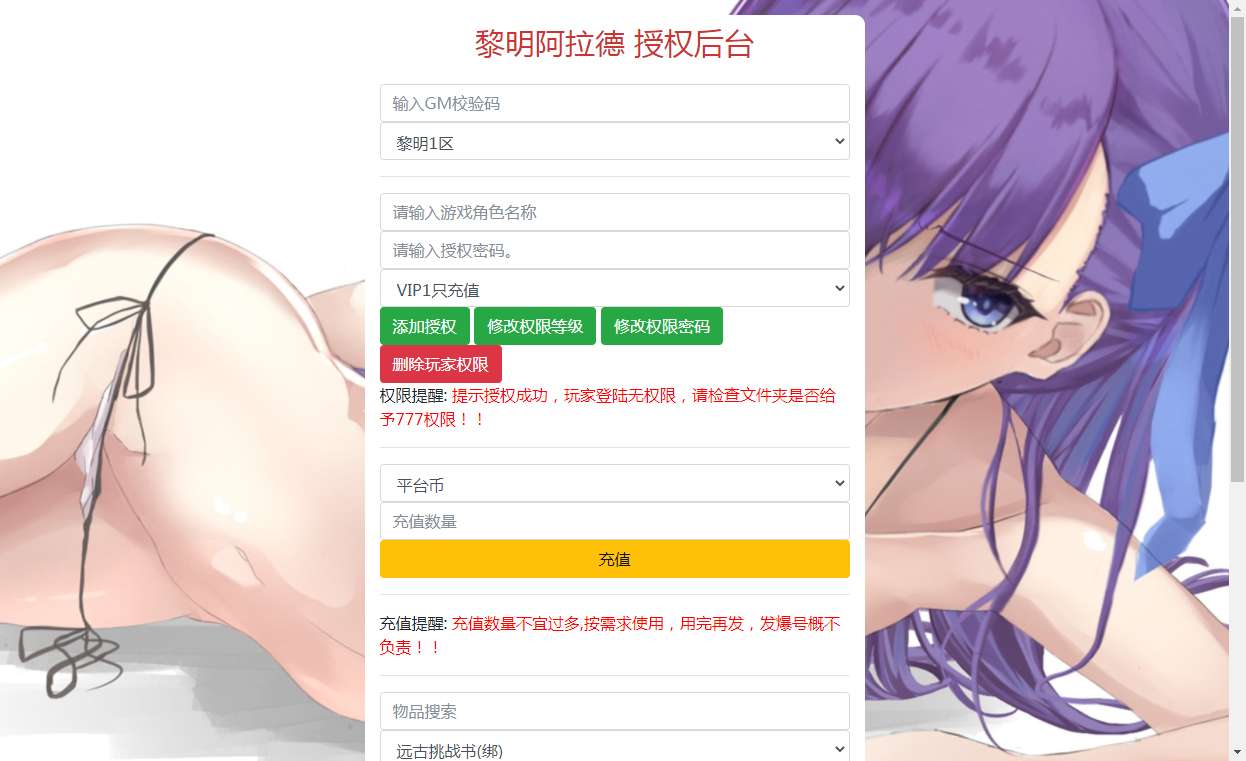 黎明阿拉德 授权后台
输入GM校验码
黎明1区
请输入游戏角色名称
请输入授权密码。
VIP1只充值
添加授权 修改权限等级 修改权限密码
删除玩家权限
权限提醒: 提示授权成功，玩家登陆无权限，请检查文件夹是否给
予777权限！！
平台币
充值数量
充值
充值提醒: 充值数量不宜过多,按需求使用，用完再发，发爆号概不
负责！！
物品搜索
远古挑战书(绑)